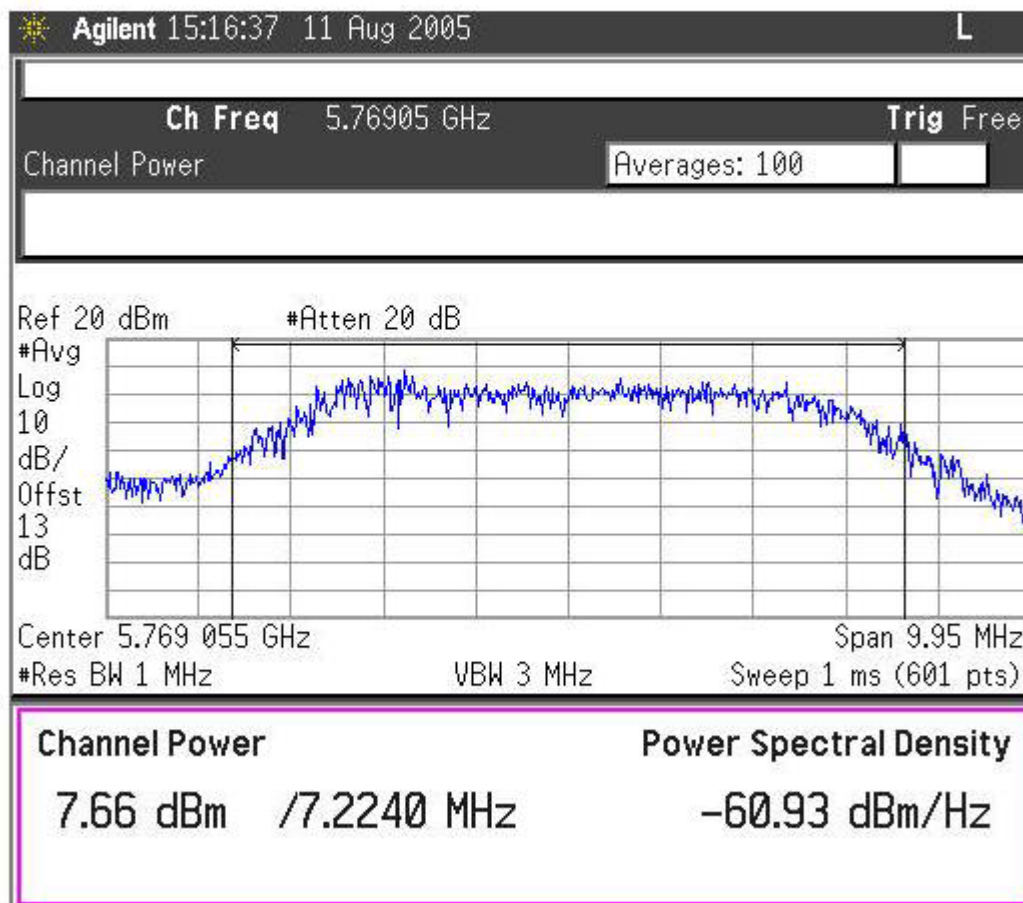 Agilent 15:16:37 11 Aug 2005 L
Ch Freq 5.76905 GHz Trig Free
Channel Power Averages: 100
Ref 20 dBm #Atten 20 dB
#Avg
Log
10
dB/
Offst
13
dB
Center 5.769 055 GHz Span 9.95 MHz
#Res BW 1 MHz VBW 3 MHz Sweep 1 ms (601 pts)
Channel Power Power Spectral Density
7.66 dBm /7.2240 MHz -60.93 dBm/Hz